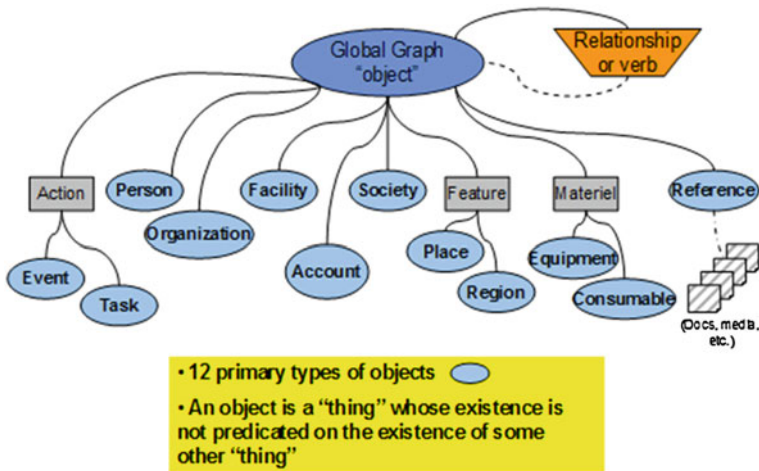 Global Graph
"object"
Relationship
or verb
Action
Person
Organization
Facility
Account
Society
Feature
Materiel
Reference
Event
Task
Place
Region
Equipment
Consumable
(Docs, media,
etc.)
• 12 primary types of objects
• An object is a "thing" whose existence is
not predicated on the existence of some
other "thing"